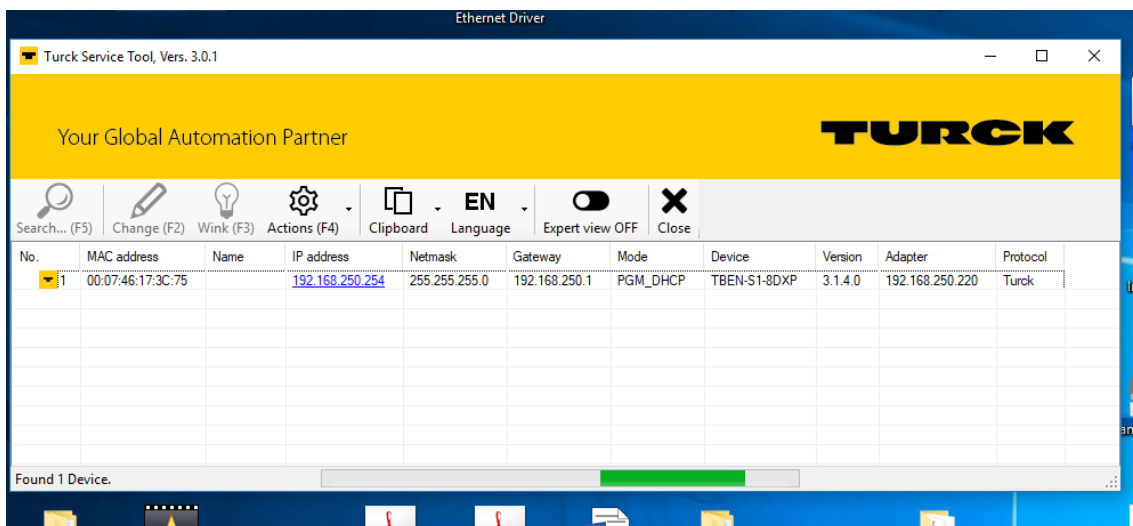 Ethernet Driver
Turck Service Tool, Vers. 3.0.1
Your Global Automation Partner
TURCK
Search... (F5) Change (F2) Wink (F3) Actions (F4) Clipboard EN Language Expert view OFF Close
No. MAC address Name IP address Netmask Gateway Mode Device Version Adapter Protocol
1 00:07:46:17:3C:75 192.168.250.254 255.255.255.0 192.168.250.1 PGM_DHCP TBEN-S1-8DXP 3.1.4.0 192.168.250.220 Turck
Found 1 Device.